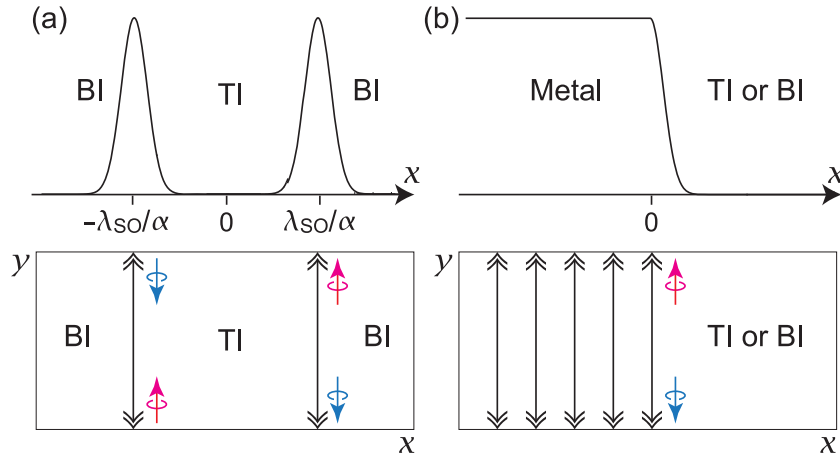 (a)
BI
TI
BI
x
-λSO/α
0
λSO/α
y
BI
TI
BI
x
(b)
Metal
TI or BI
x
0
y
TI or BI
x